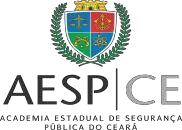 AESP|CE
ACADEMIA ESTADUAL DE SEGURANÇA
PÚBLICA DO CEARÁ